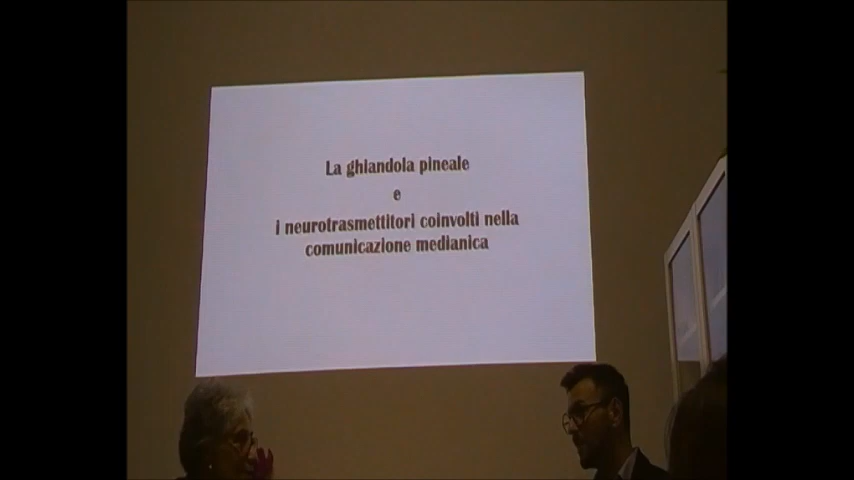 La ghiandola pineale
e
i neurotrasmettitori coinvolti nella
comunicazione medianica